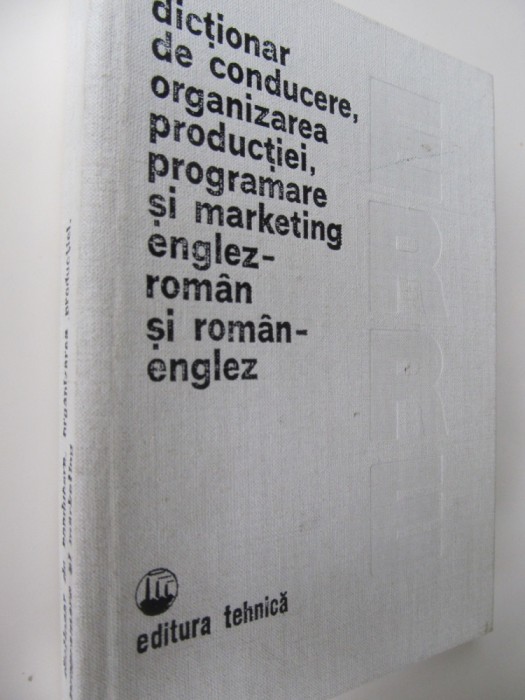 dicționar
de conducere,
organizarea
producției,
programare
și marketing
englez-
român
și român-
englez
editura tehnică
E
R
R
E